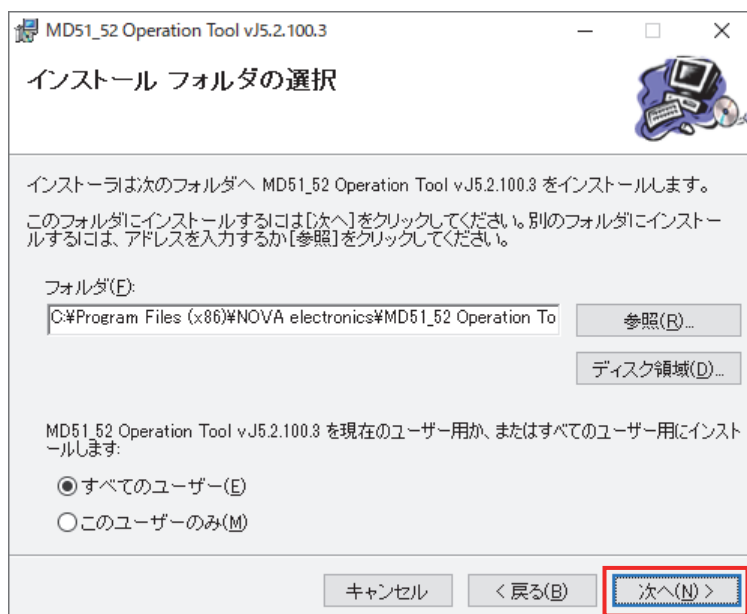 MD51_52 Operation Tool vJ5.2.100.3
インストール フォルダの選択
インストーラは次のフォルダへ MD51_52 Operation Tool vJ5.2.100.3 をインストールします。
このフォルダにインストールするには[次へ]をクリックしてください。別のフォルダにインストー
ルするには、アドレスを入力するか[参照]をクリックしてください。
フォルダ(F):
C:¥Program Files (x86)¥NOVA electronics¥MD51_52 Operation To
参照(R)...
ディスク領域(D)...
MD51_52 Operation Tool vJ5.2.100.3 を現在のユーザー用か、またはすべてのユーザー用にインスト
ールします:
すべてのユーザー(E)
このユーザーのみ(M)
キャンセル
< 戻る(B)
次へ(N) >